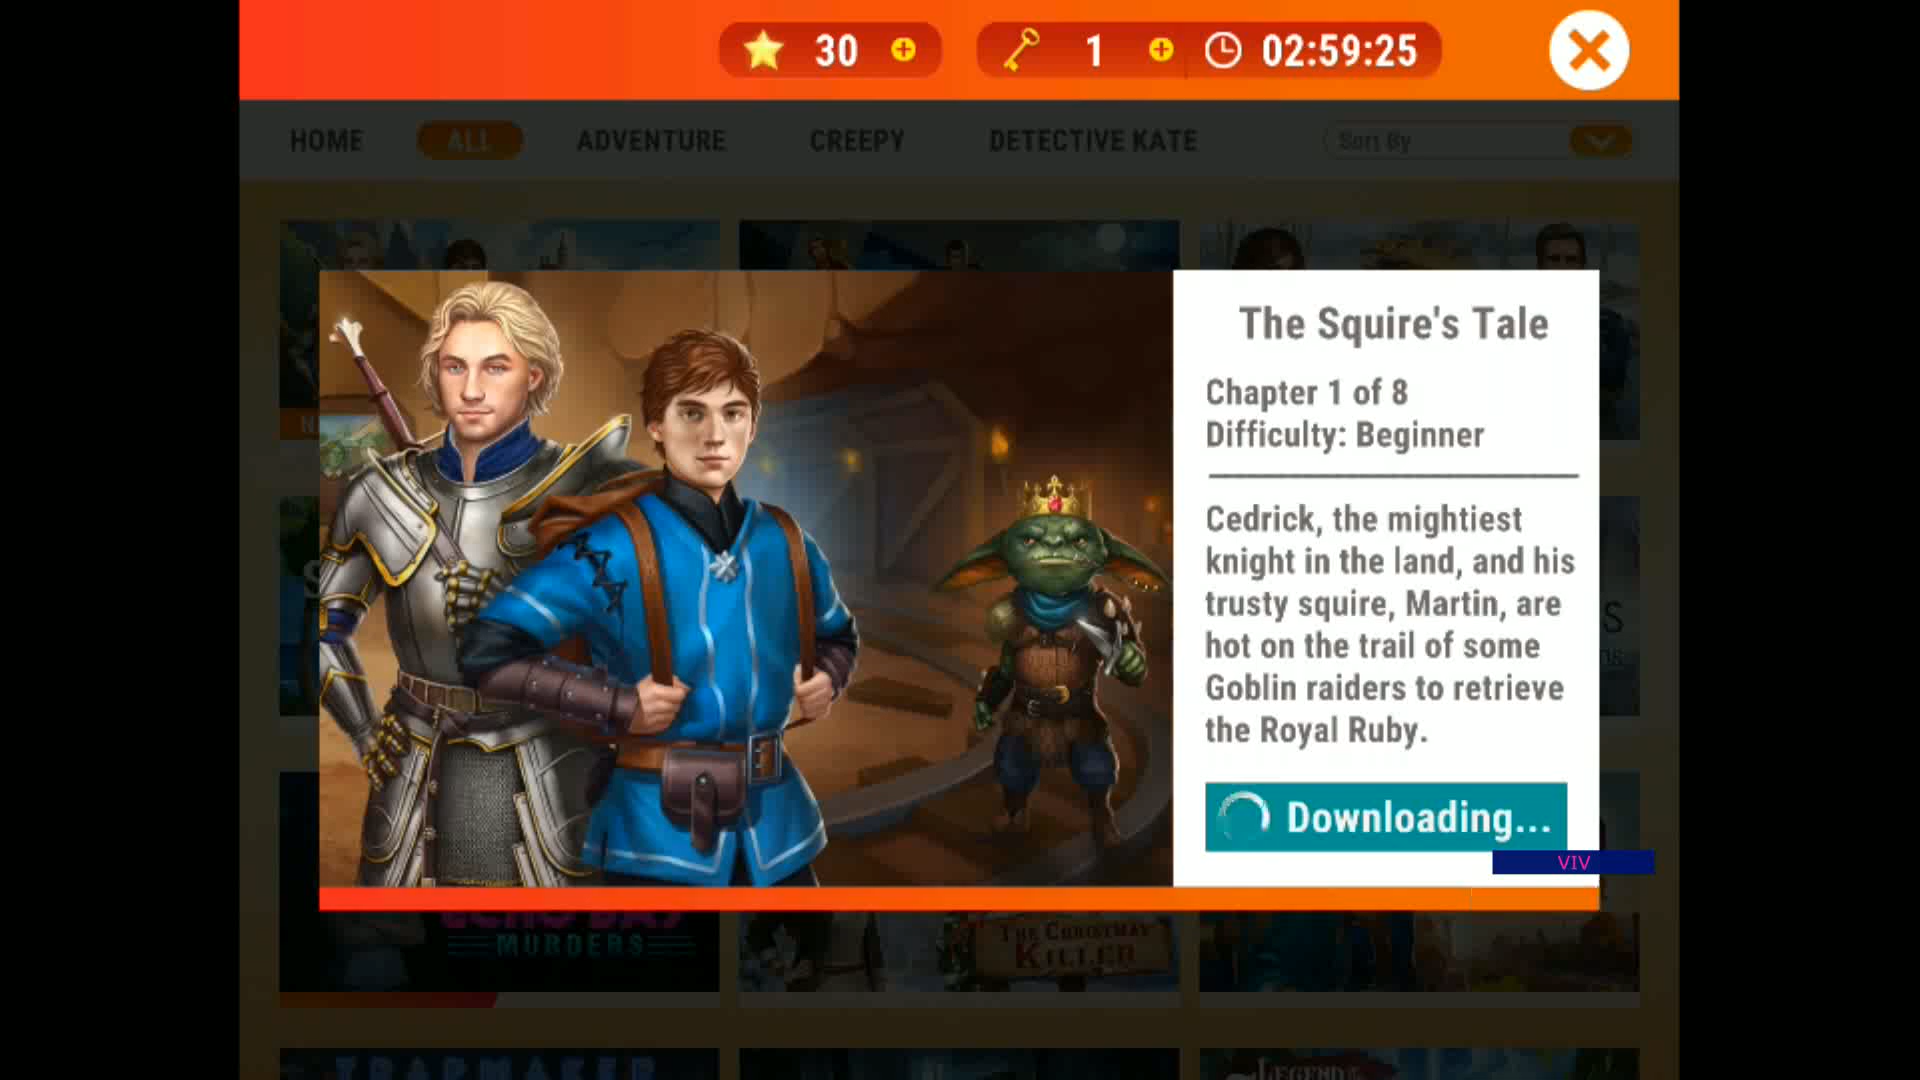 30
1
02:59:25
HOME
ALL
ADVENTURE
CREEPY
DETECTIVE KATE
Sort By
The Squire's Tale
Chapter 1 of 8
Difficulty: Beginner
Cedrick, the mightiest
knight in the land, and his
trusty squire, Martin, are
hot on the trail of some
Goblin raiders to retrieve
the Royal Ruby.
Downloading...
VIV
MURDERS
THE CHRISTMAS
KILLER
TRAPMAKER
LEGEND